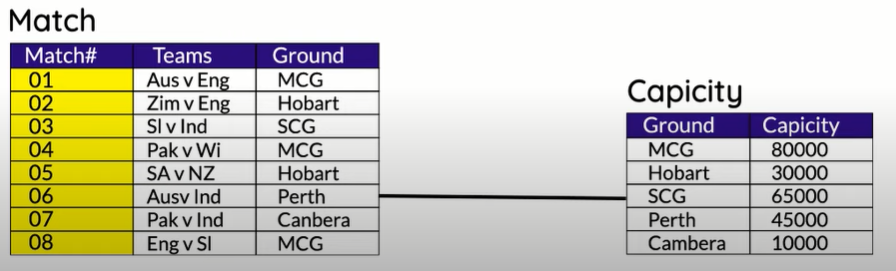 Match
Match# Teams Ground
01 Aus v Eng MCG
02 Zim v Eng Hobart
03 Sl v Ind SCG
04 Pak v Wi MCG
05 SA v NZ Hobart
06 Ausv Ind Perth
07 Pak v Ind Canbera
08 Eng v Sl MCG
Capicity
Ground Capicity
MCG 80000
Hobart 30000
SCG 65000
Perth 45000
Cambera 10000